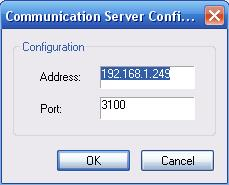 Communication Server Confi...
Configuration
Address: 192.168.1.249
Port: 3100
OK Cancel